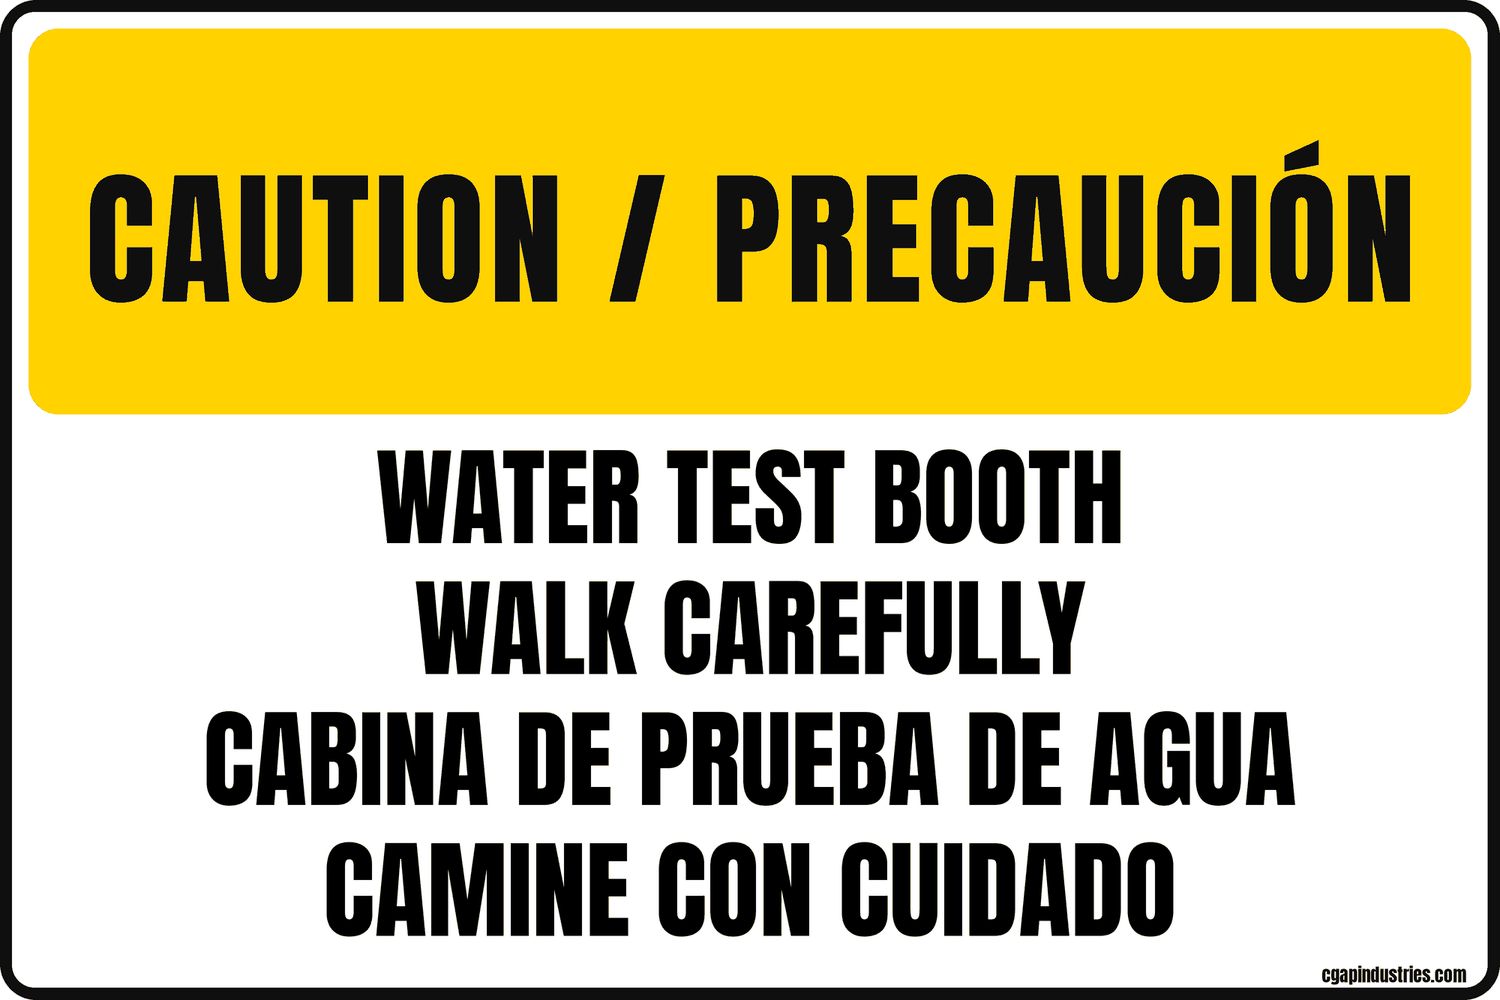 CAUTION / PRECAUCIÓN
WATER TEST BOOTH
WALK CAREFULLY
CABINA DE PRUEBA DE AGUA
CAMINE CON CUIDADO
cgapindustries.com